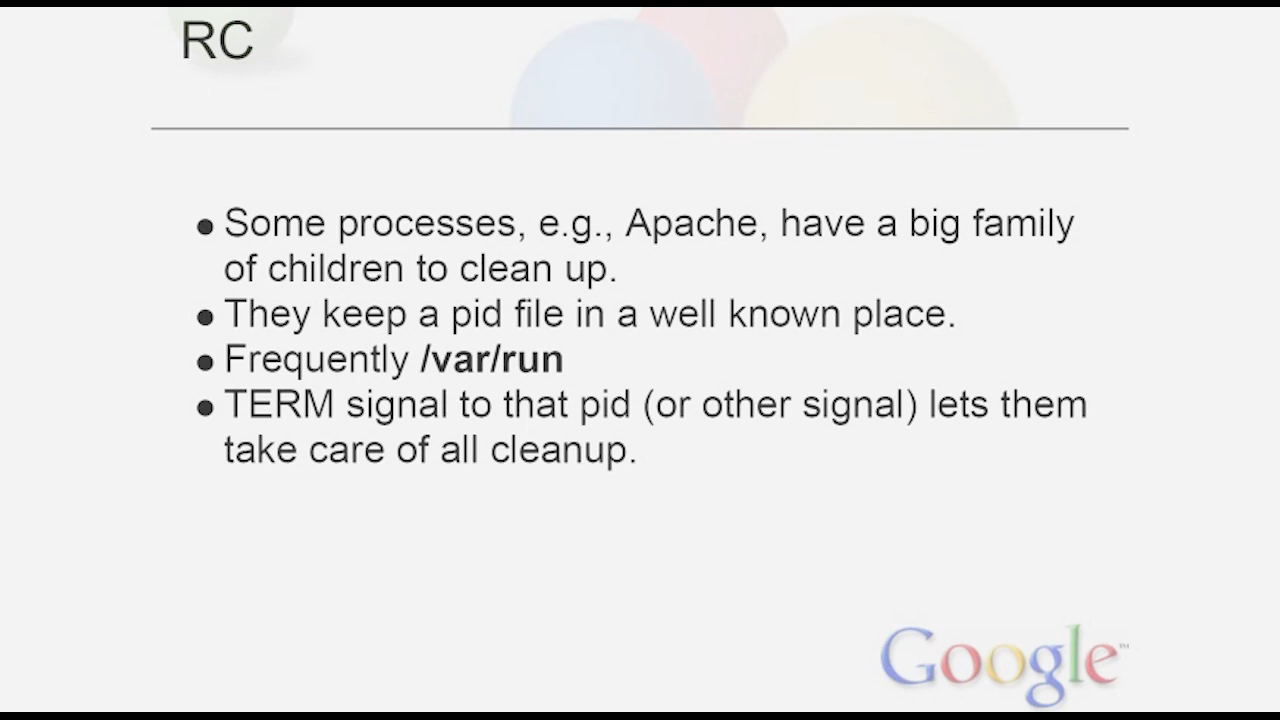 RC
● Some processes, e.g., Apache, have a big family
of children to clean up.
● They keep a pid file in a well known place.
● Frequently /var/run
● TERM signal to that pid (or other signal) lets them
take care of all cleanup.
Google™